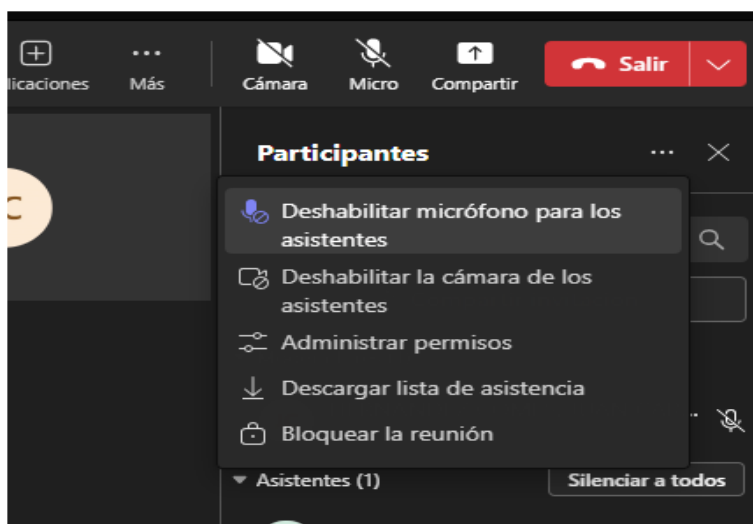 licaciones Más Cámara Micro Compartir Salir
Participantes
C
Deshabilitar micrófono para los
asistentes
Deshabilitar la cámara de los
asistentes
Administrar permisos
Descargar lista de asistencia
Bloquear la reunión
Asistentes (1) Silenciar a todos